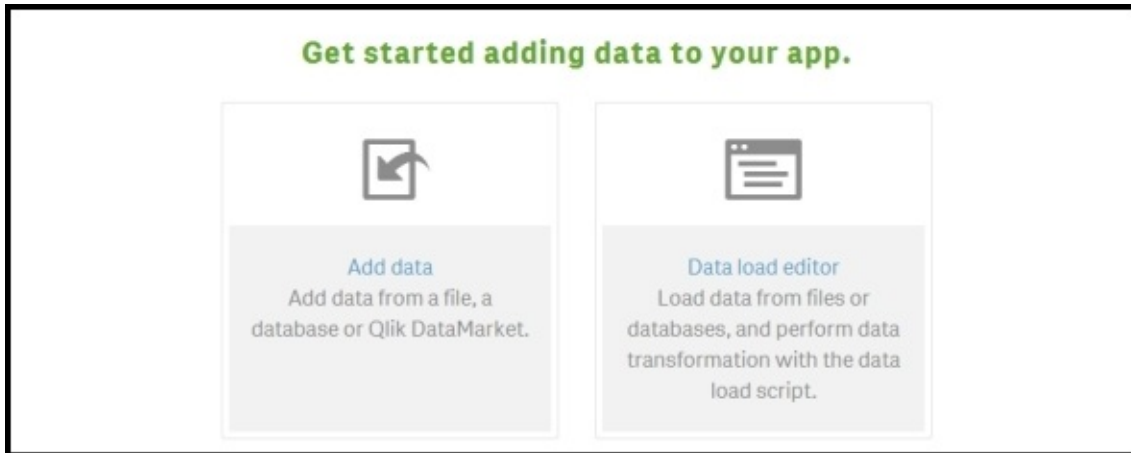 Get started adding data to your app.
Add data
Add data from a file, a
database or Qlik DataMarket.
Data load editor
Load data from files or
databases, and perform data
transformation with the data
load script.